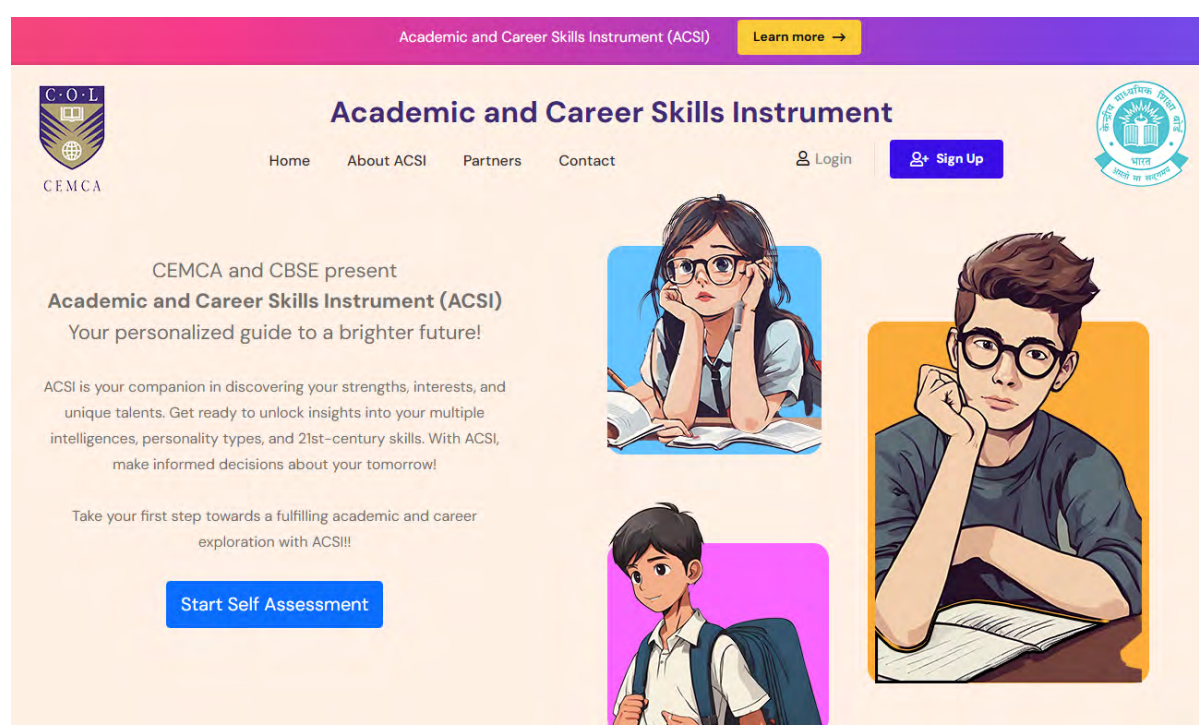 Academic and Career Skills Instrument (ACSI) Learn more →
C·O·L
CEMCA
Academic and Career Skills Instrument
Home About ACSI Partners Contact Login Sign Up
केन्द्रीय माध्यमिक शिक्षा बोर्ड
भारत
असतो मा सद्गमय
CEMCA and CBSE present
Academic and Career Skills Instrument (ACSI)
Your personalized guide to a brighter future!
ACSI is your companion in discovering your strengths, interests, and
unique talents. Get ready to unlock insights into your multiple
intelligences, personality types, and 21st-century skills. With ACSI,
make informed decisions about your tomorrow!
Take your first step towards a fulfilling academic and career
exploration with ACSI!!
Start Self Assessment